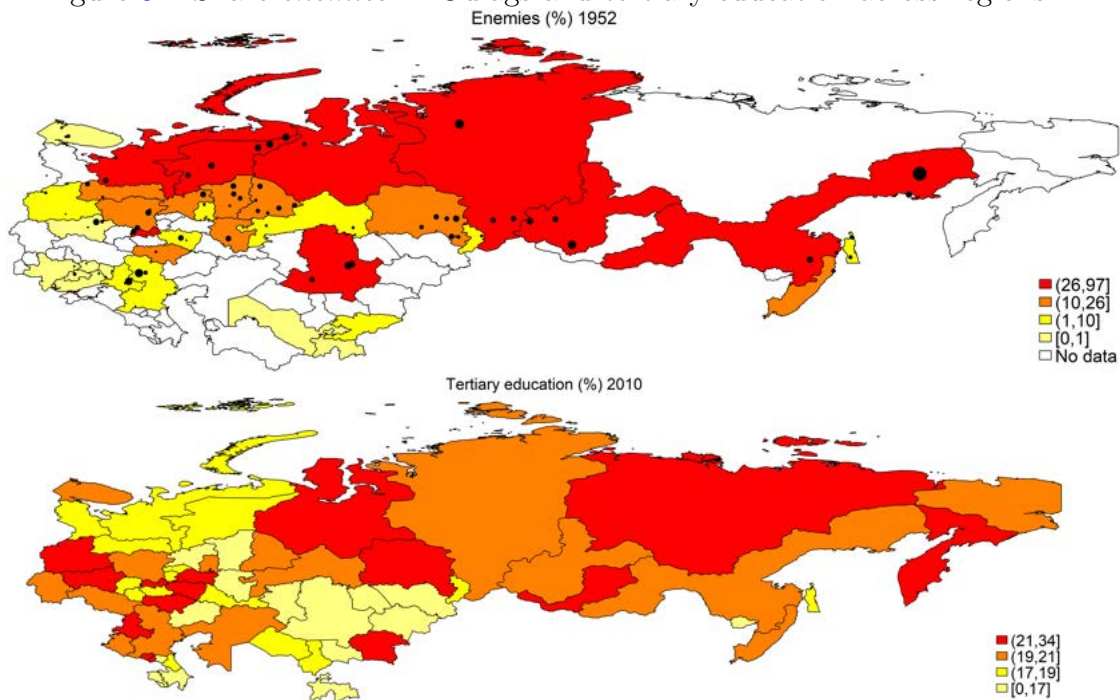 Enemies (%) 1952
(26,97]
(10,26]
(1,10]
[0,1]
No data
Tertiary education (%) 2010
(21,34]
(19,21]
(17,19]
[0,17]